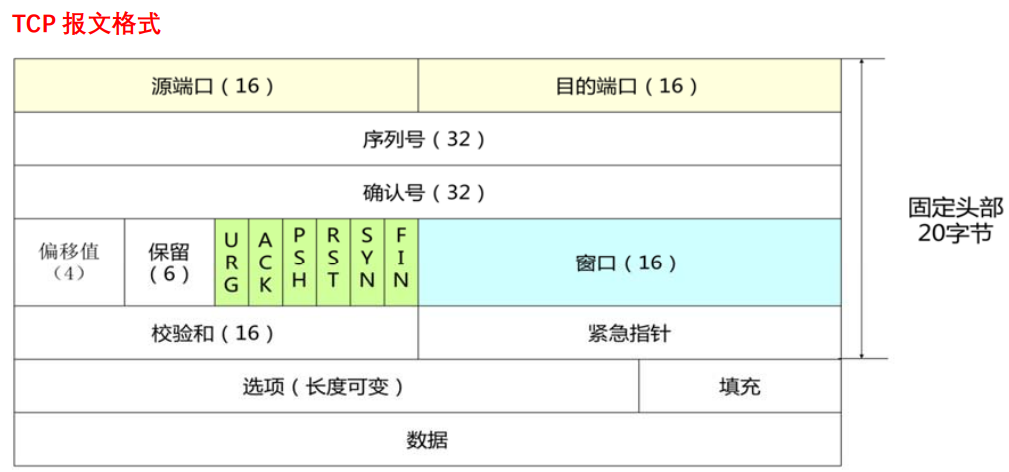 TCP 报文格式
源端口（16） 目的端口（16）
序列号（32）
确认号（32）
偏移值
（4）
保留
（6）
URG
ACK
PSH
RST
SYN
FIN
窗口（16）
校验和（16） 紧急指针
选项（长度可变） 填充
数据
固定头部
20字节